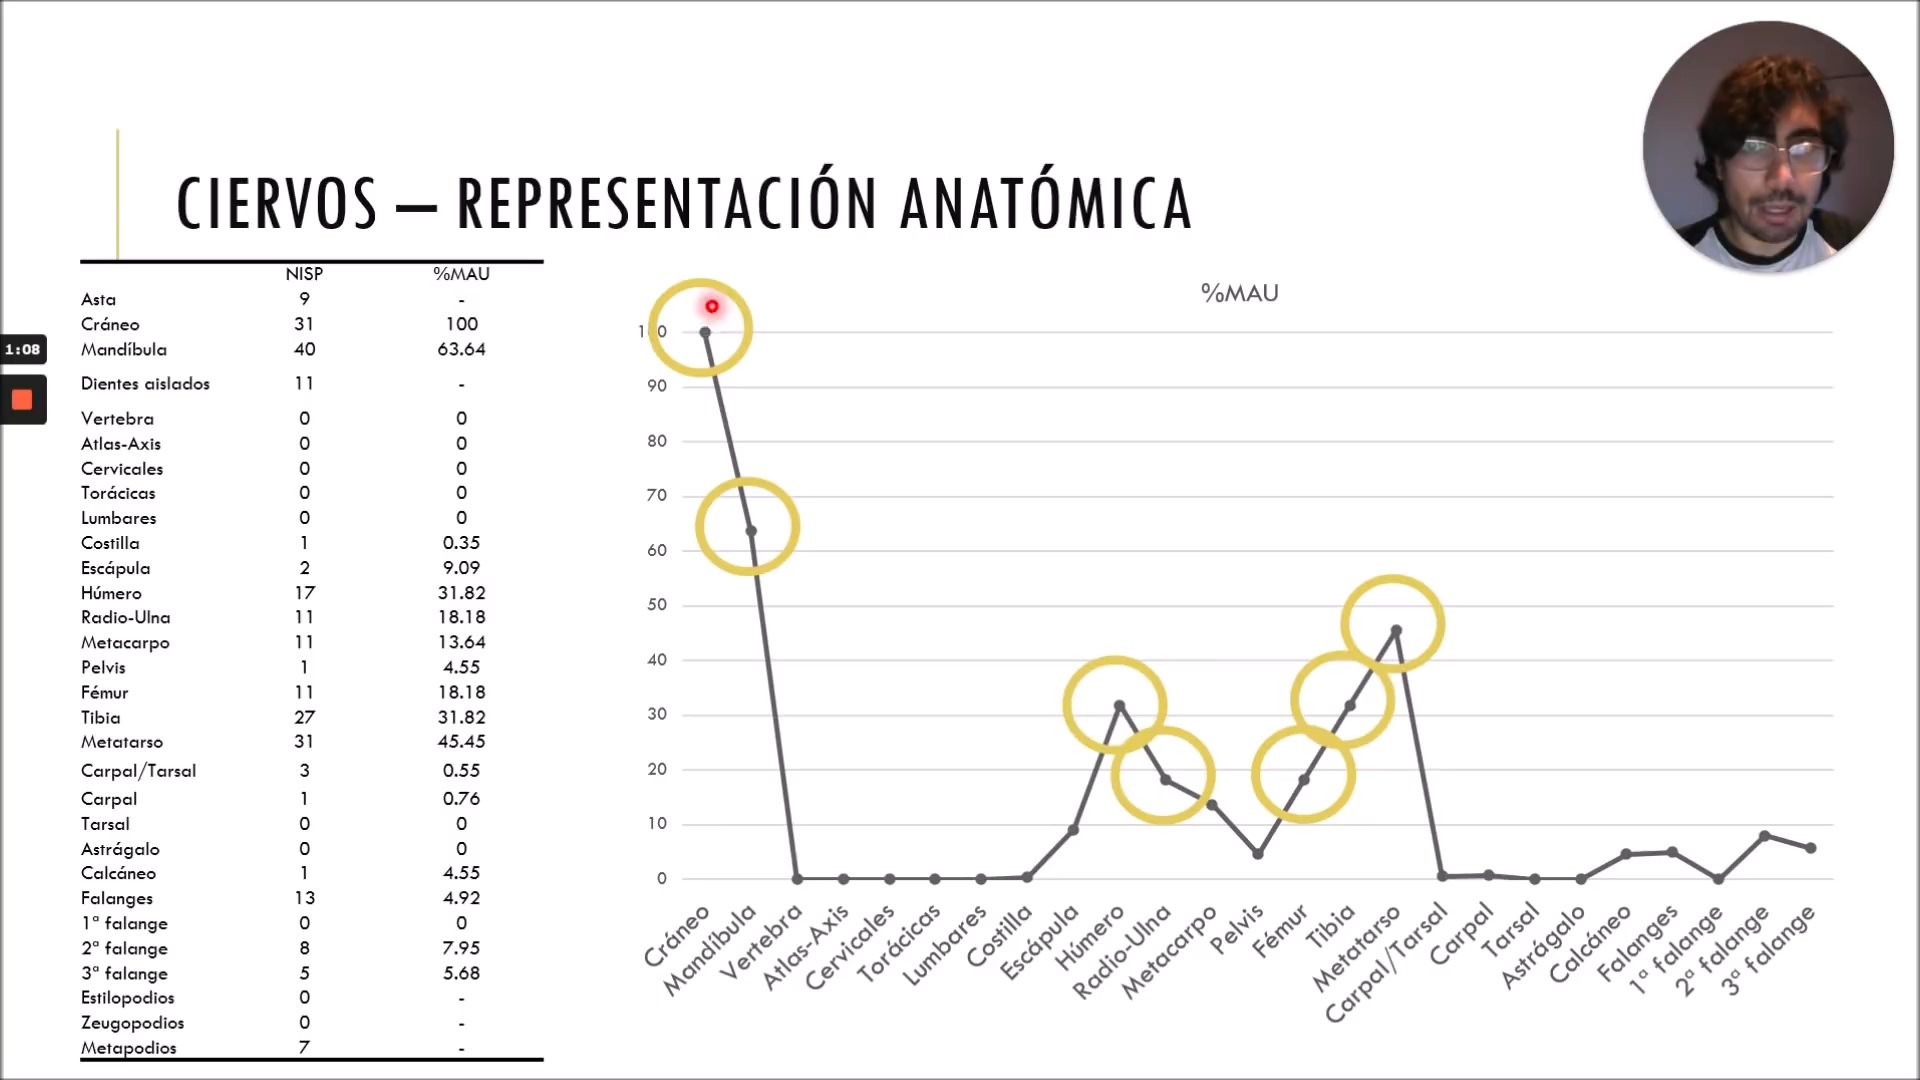 CIERVOS – REPRESENTACIÓN ANATÓMICA
NISP %MAU
Asta 9 -
Cráneo 31 100
Mandíbula 40 63.64
Dientes aislados 11 -
Vertebra 0 0
Atlas-Axis 0 0
Cervicales 0 0
Torácicas 0 0
Lumbares 0 0
Costilla 1 0.35
Escápula 2 9.09
Húmero 17 31.82
Radio-Ulna 11 18.18
Metacarpo 11 13.64
Pelvis 1 4.55
Fémur 11 18.18
Tibia 27 31.82
Metatarso 31 45.45
Carpal/Tarsal 3 0.55
Carpal 1 0.76
Tarsal 0 0
Astrágalo 0 0
Calcáneo 1 4.55
Falanges 13 4.92
1ª falange 0 0
2ª falange 8 7.95
3ª falange 5 5.68
Estilopodios 0 -
Zeugopodios 0 -
Metapodios 7 -
1:08
%MAU
100
90
80
70
60
50
40
30
20
10
0
Cráneo
Mandíbula
Vertebra
Atlas-Axis
Cervicales
Torácicas
Lumbares
Costilla
Escápula
Húmero
Radio-Ulna
Metacarpo
Pelvis
Fémur
Tibia
Metatarso
Carpal/Tarsal
Carpal
Tarsal
Astrágalo
Calcáneo
Falanges
1ª falange
2ª falange
3ª falange